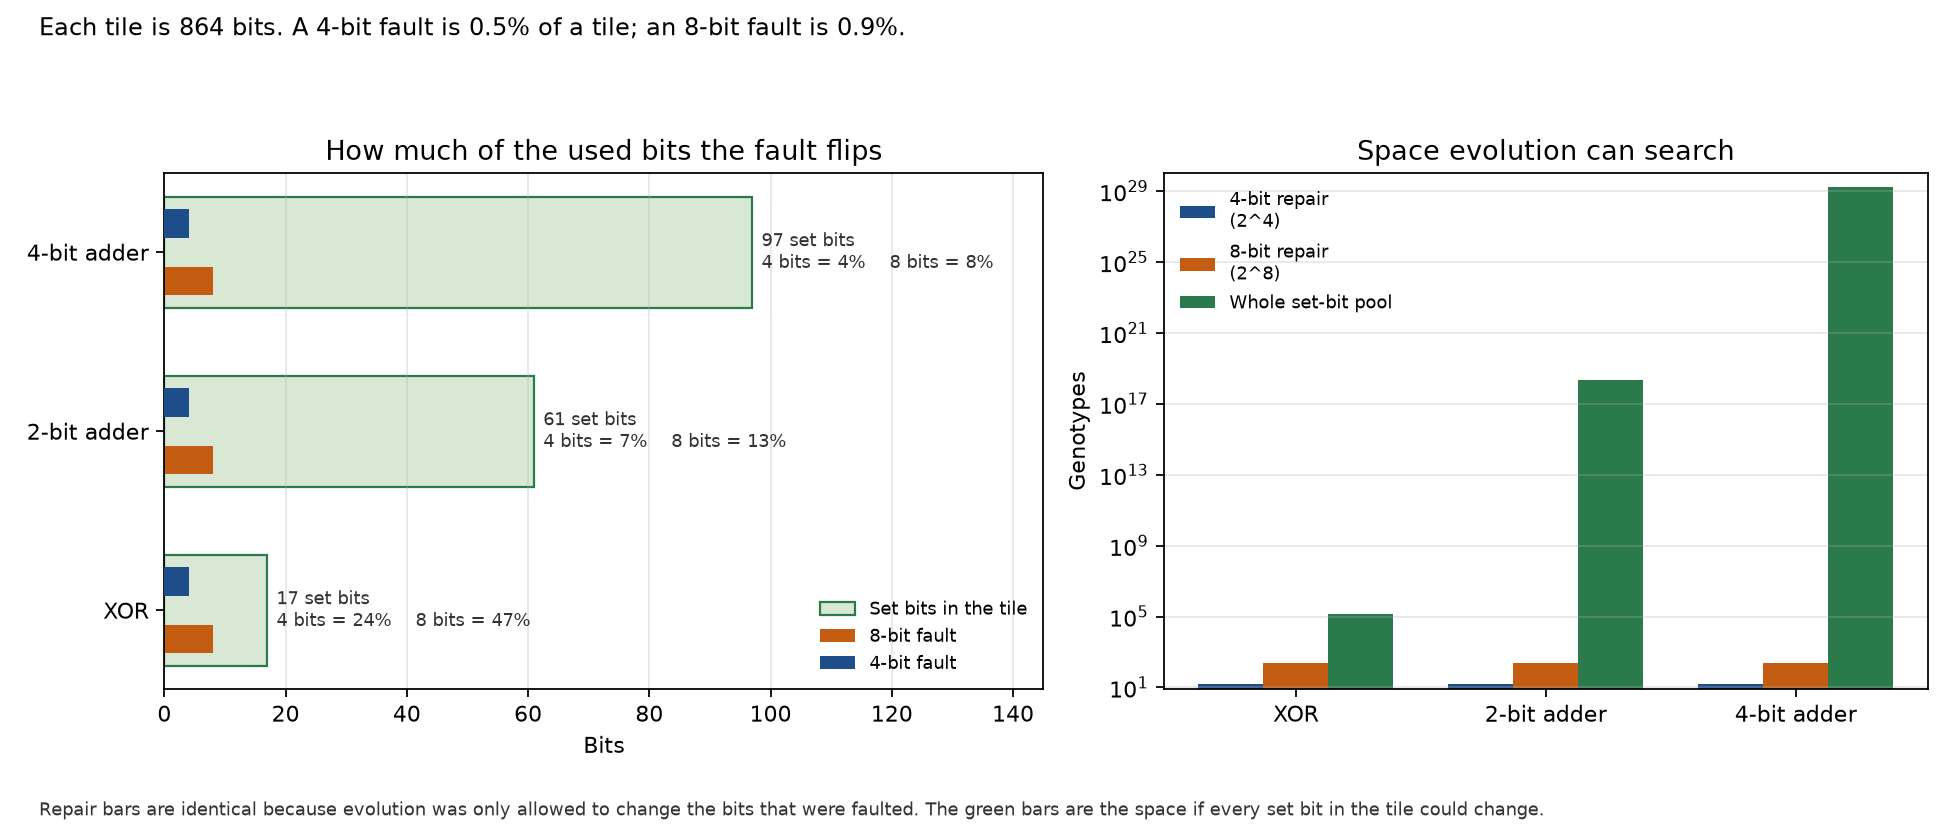 Each tile is 864 bits. A 4-bit fault is 0.5% of a tile; an 8-bit fault is 0.9%.
How much of the used bits the fault flips
4-bit adder
97 set bits
4 bits = 4%    8 bits = 8%
2-bit adder
61 set bits
4 bits = 7%    8 bits = 13%
XOR
17 set bits
4 bits = 24%    8 bits = 47%
Set bits in the tile
8-bit fault
4-bit fault
0 20 40 60 80 100 120 140
Bits
Space evolution can search
4-bit repair
(2^4)
8-bit repair
(2^8)
Whole set-bit pool
Genotypes
10^29
10^25
10^21
10^17
10^13
10^9
10^5
10^1
XOR 2-bit adder 4-bit adder
Repair bars are identical because evolution was only allowed to change the bits that were faulted. The green bars are the space if every set bit in the tile could change.